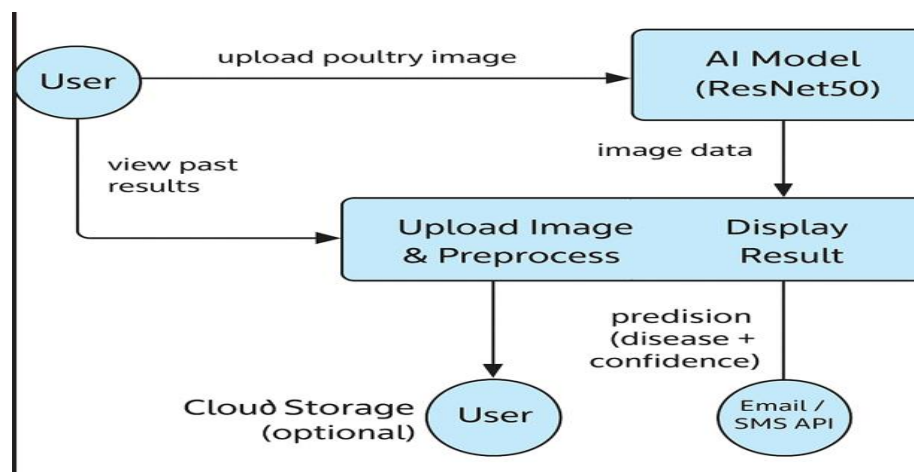 User
upload poultry image
AI Model
(ResNet50)
view past
results
image data
Upload Image
& Preprocess
Display
Result
predision
(disease +
confidence)
Cloud Storage
(optional)
User
Email /
SMS API